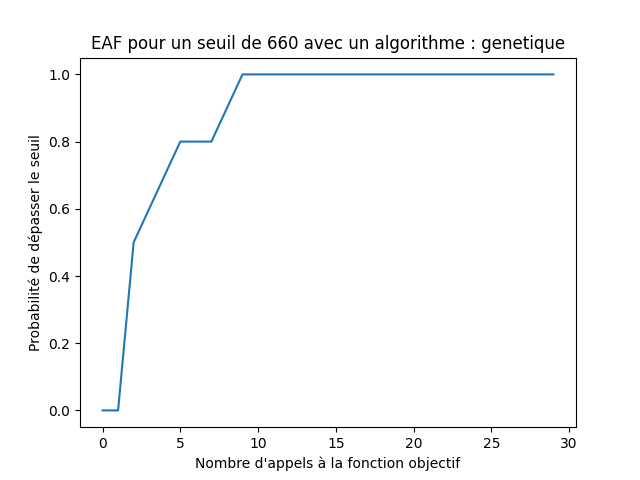 EAF pour un seuil de 660 avec un algorithme : genetique
Probabilité de dépasser le seuil
1.0
0.8
0.6
0.4
0.2
0.0
0 5 10 15 20 25 30
Nombre d'appels à la fonction objectif